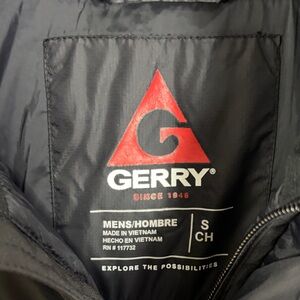 GERRY®
SINCE 1946
MENS/HOMBRE
MADE IN VIETNAM
HECHO EN VIETNAM
RN # 117732
S
CH
EXPLORE THE POSSIBILITIES